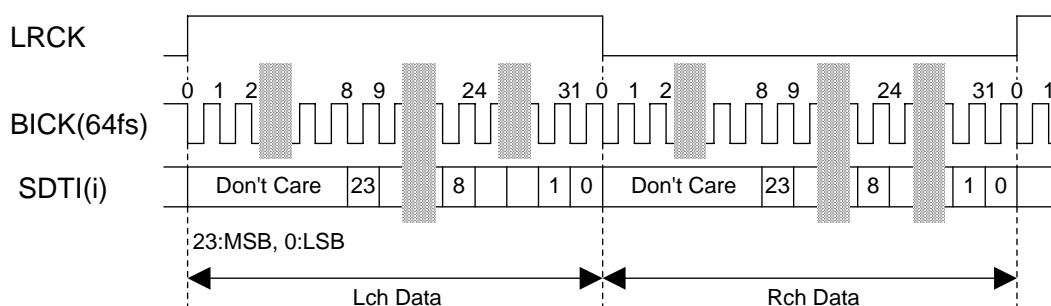 LRCK
0 1 2 8 9 24 31 0 1 2 8 9 24 31 0 1
BICK(64fs)
SDTI(i) Don't Care 23 8 1 0 Don't Care 23 8 1 0
23:MSB, 0:LSB
Lch Data Rch Data